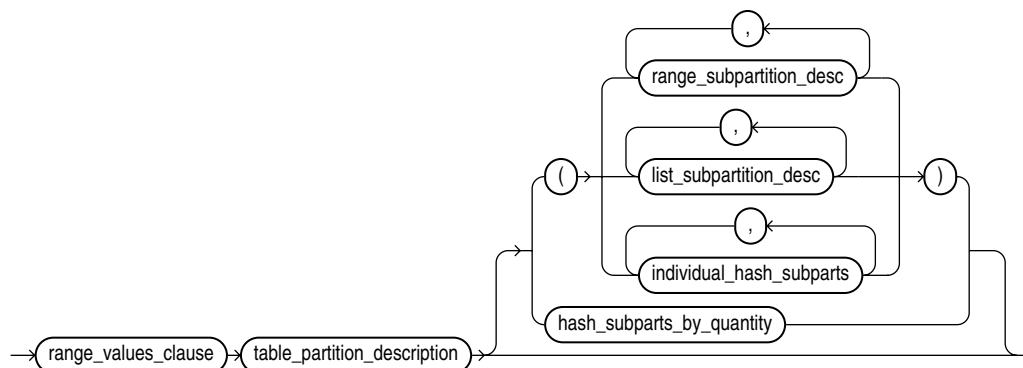 ,
range_subpartition_desc
,
( list_subpartition_desc )
,
individual_hash_subparts
hash_subparts_by_quantity
range_values_clause table_partition_description